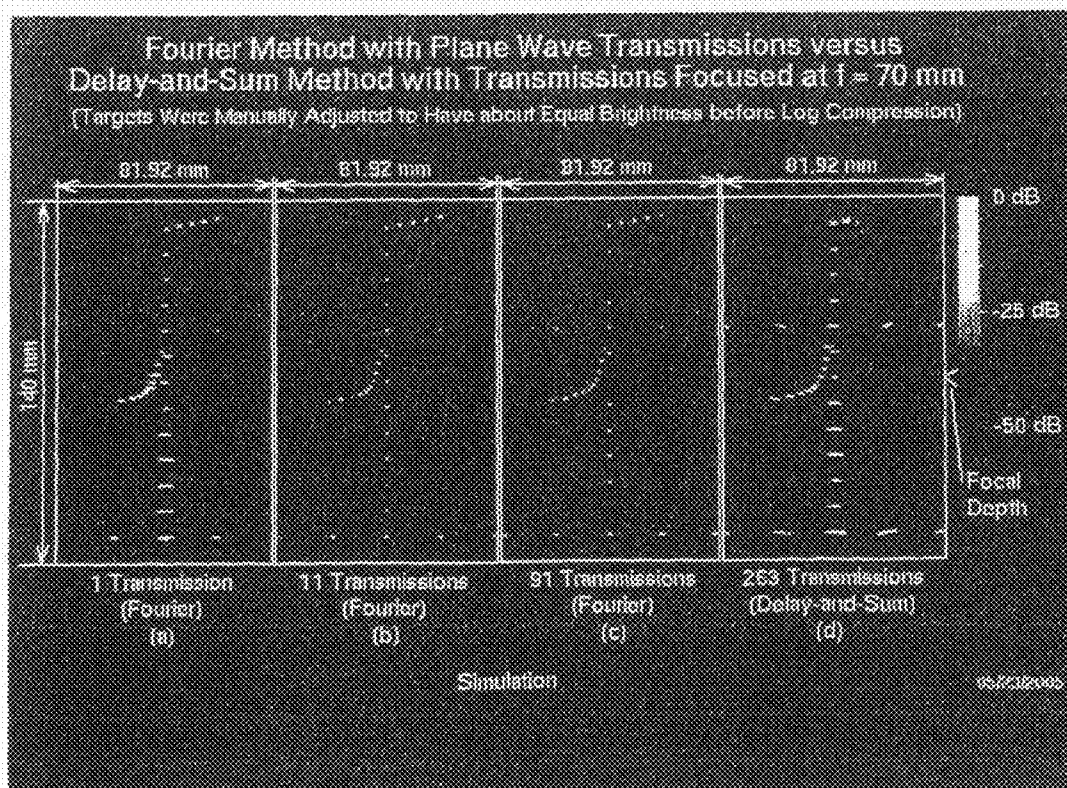 Fourier Method with Plane Wave Transmissions versus
Delay-and-Sum Method with Transmissions Focused at f = 70 mm
(Targets Were Manually Adjusted to Have about Equal Brightness before Log Compression)
81.92 mm 81.92 mm 81.92 mm 81.92 mm
0 dB
-25 dB
140 mm
-50 dB
Focal
Depth
1 Transmission 11 Transmissions 91 Transmissions 263 Transmissions
(Fourier) (Fourier) (Fourier) (Delay-and-Sum)
(a) (b) (c) (d)
Simulation